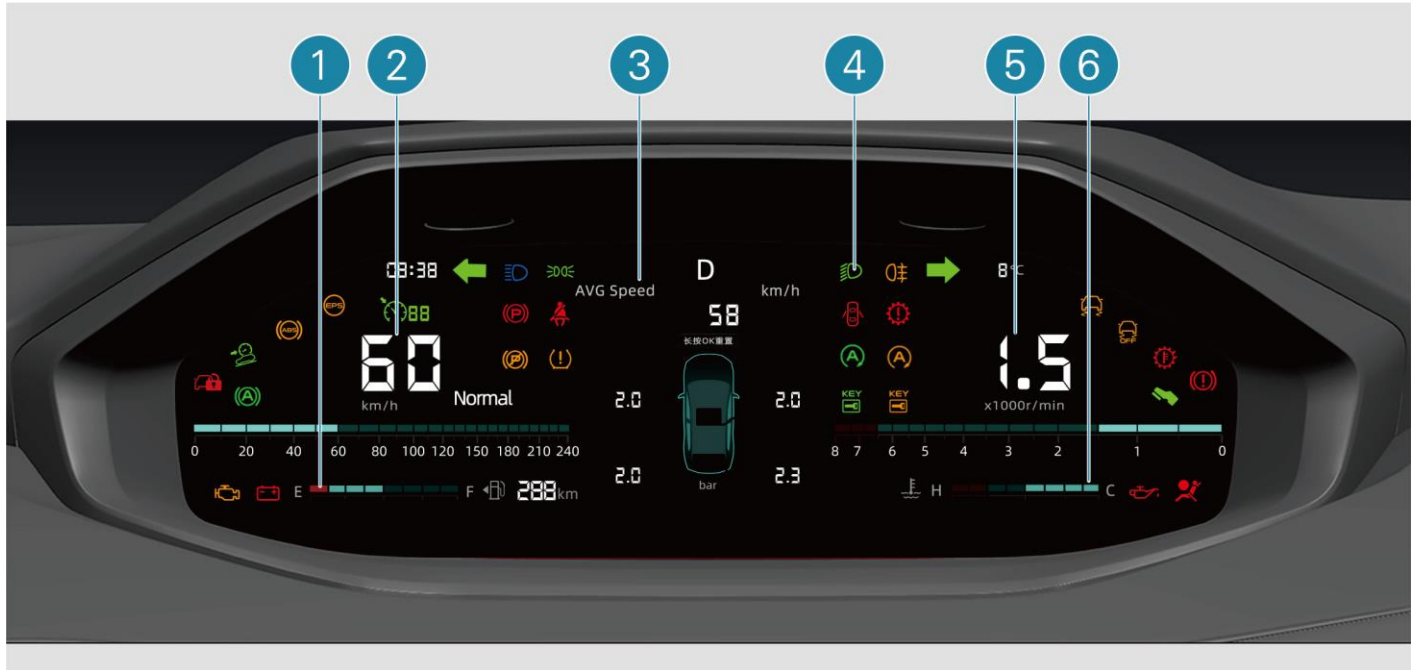 1 2 3 4 5 6
03:38 D 8°C
AVG Speed km/h
EPS 88 58
ABS P ! OFF
长按OK重置
60 A A 1.5
A P ! !
km/h Normal 2.0 2.0 KEY KEY x1000r/min
0 20 40 60 80 100 120 150 180 210 240 8 7 6 5 4 3 2 1 0
E F 288km 2.0 bar 2.3 H C